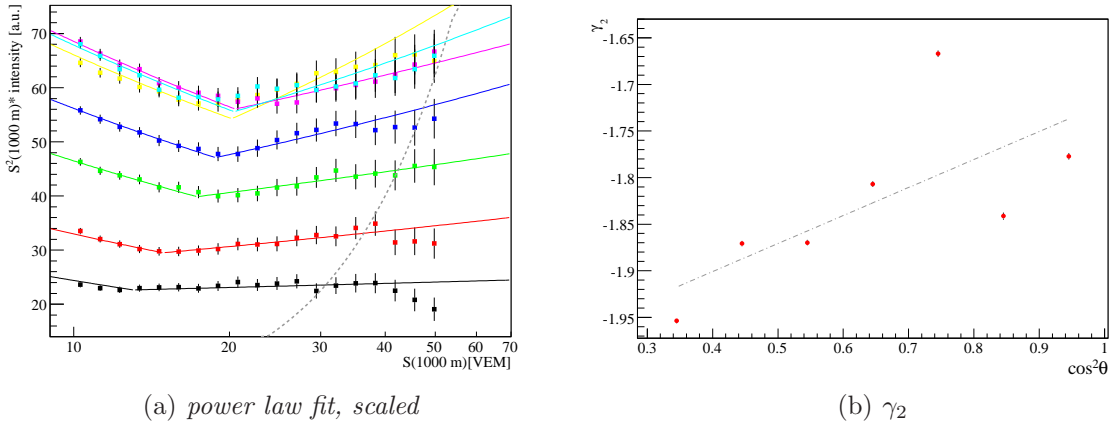 S²(1000 m)* intensity [a.u.]
70
60
50
40
30
20
10 20 30 40 50 60 70
S(1000 m)[VEM]
(a) power law fit, scaled
γ₂
-1.65
-1.7
-1.75
-1.8
-1.85
-1.9
-1.95
0.3 0.4 0.5 0.6 0.7 0.8 0.9 1
cos²θ
(b) γ₂